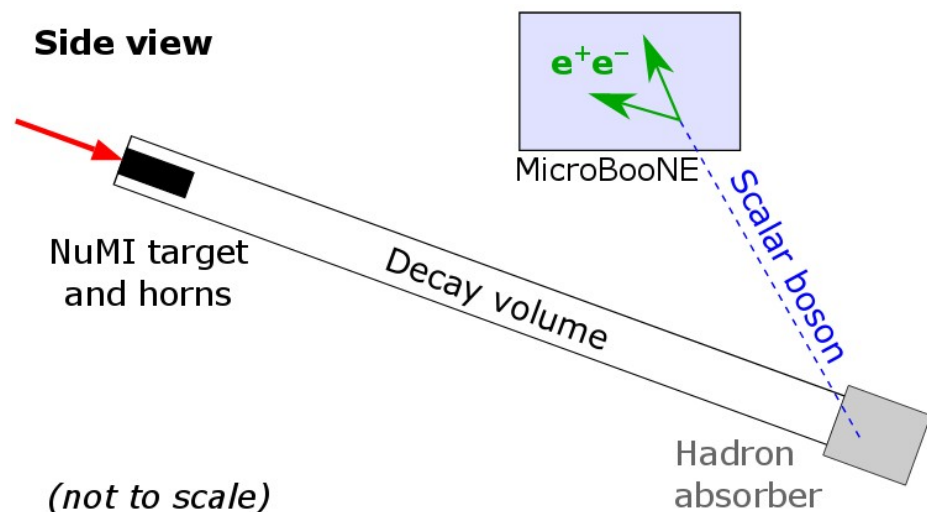 Side view
e⁺e⁻
MicroBooNE
Scalar boson
NuMI target
and horns
Decay volume
Hadron
absorber
(not to scale)